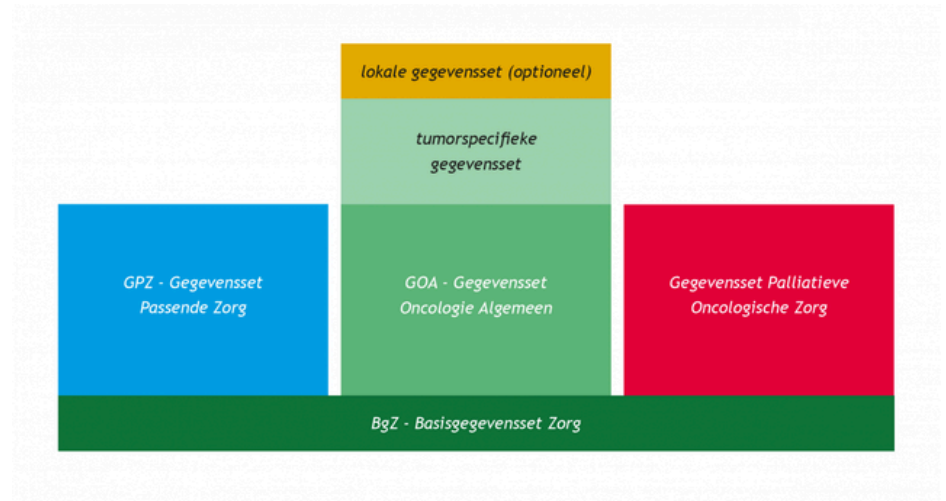 lokale gegevensset (optioneel)
tumorspecifieke
gegevensset
GPZ - Gegevensset
Passende Zorg
GOA - Gegevensset
Oncologie Algemeen
Gegevensset Palliatieve
Oncologische Zorg
BgZ - Basisgegevensset Zorg